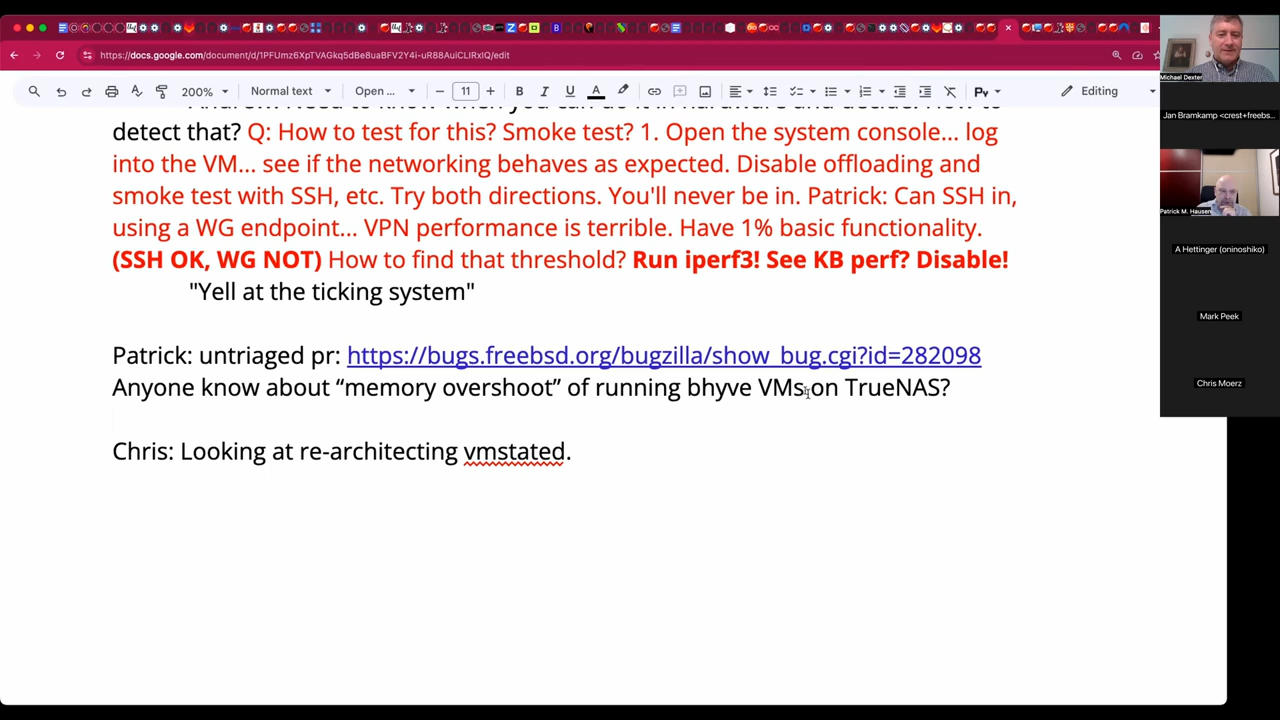 https://docs.google.com/document/d/1PFUmz6XpTVAGkq5dBe8uaBFV2Y4i-uR88AuiCLIRxIQ/edit
200%
Normal text
Open ...
11
Editing
detect that? Q: How to test for this? Smoke test? 1. Open the system console... log
into the VM... see if the networking behaves as expected. Disable offloading and
smoke test with SSH, etc. Try both directions. You'll never be in. Patrick: Can SSH in,
using a WG endpoint... VPN performance is terrible. Have 1% basic functionality.
(SSH OK, WG NOT) How to find that threshold? Run iperf3! See KB perf? Disable!
"Yell at the ticking system"
Patrick: untriaged pr: https://bugs.freebsd.org/bugzilla/show_bug.cgi?id=282098
Anyone know about “memory overshoot” of running bhyve VMs on TrueNAS?
Chris: Looking at re-architecting vmstated.
Michael Dexter
Jan Bramkamp <crest+freebs...
Patrick M. Hausen
A Hettinger (oninoshiko)
Mark Peek
Chris Moerz